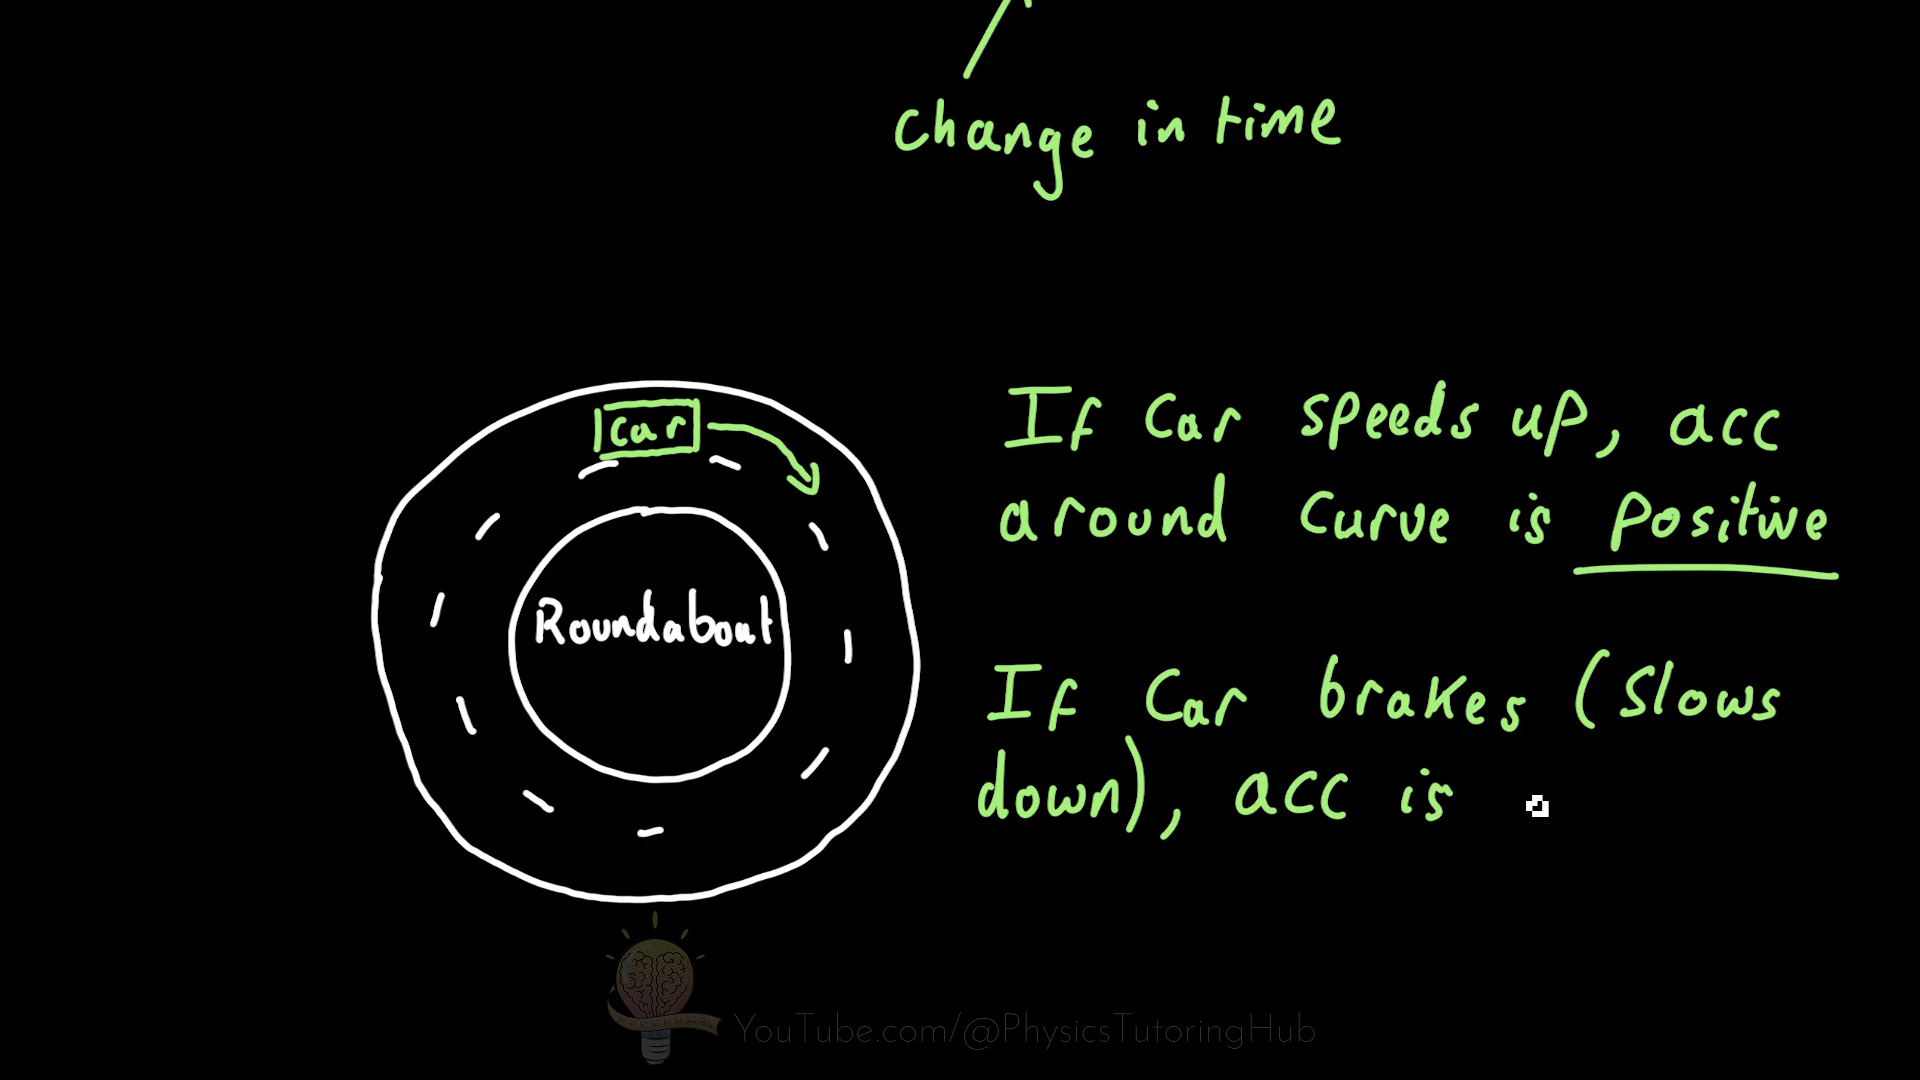 change in time
car
Roundabout
If Car speeds up, acc
around curve is positive
If Car brakes (slows
down), acc is
YouTube.com/@PhysicsTutoringHub